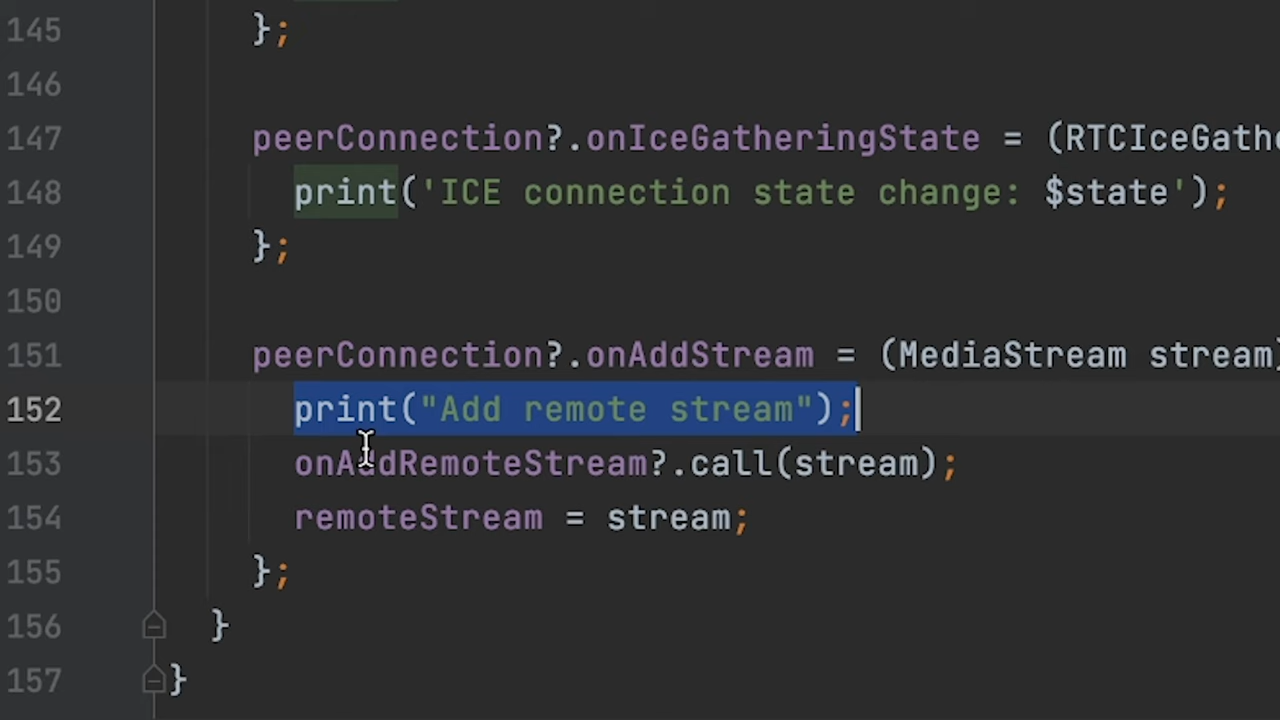 145 };
146
147 peerConnection?.onIceGatheringState = (RTCIceGath
148 print('ICE connection state change: $state');
149 };
150
151 peerConnection?.onAddStream = (MediaStream stream)
152 print("Add remote stream");
153 onAddRemoteStream?.call(stream);
154 remoteStream = stream;
155 };
156 }
157 }